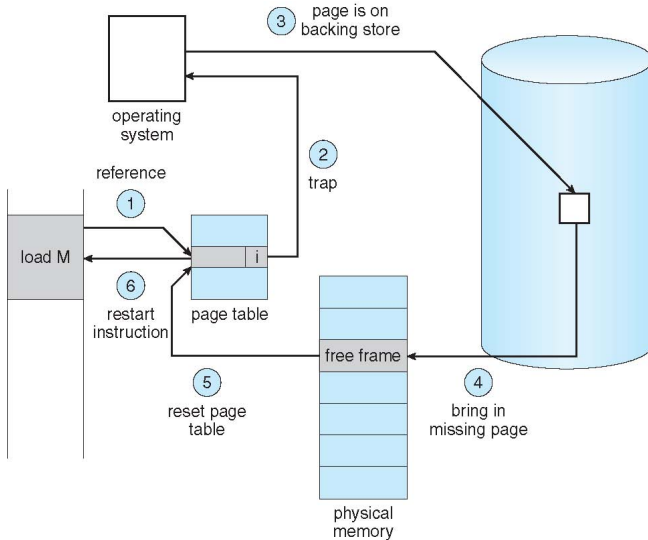 3
page is on
backing store
operating
system
2
trap
reference
1
load M
i
6
restart
instruction
page table
free frame
5
reset page
table
4
bring in
missing page
physical
memory